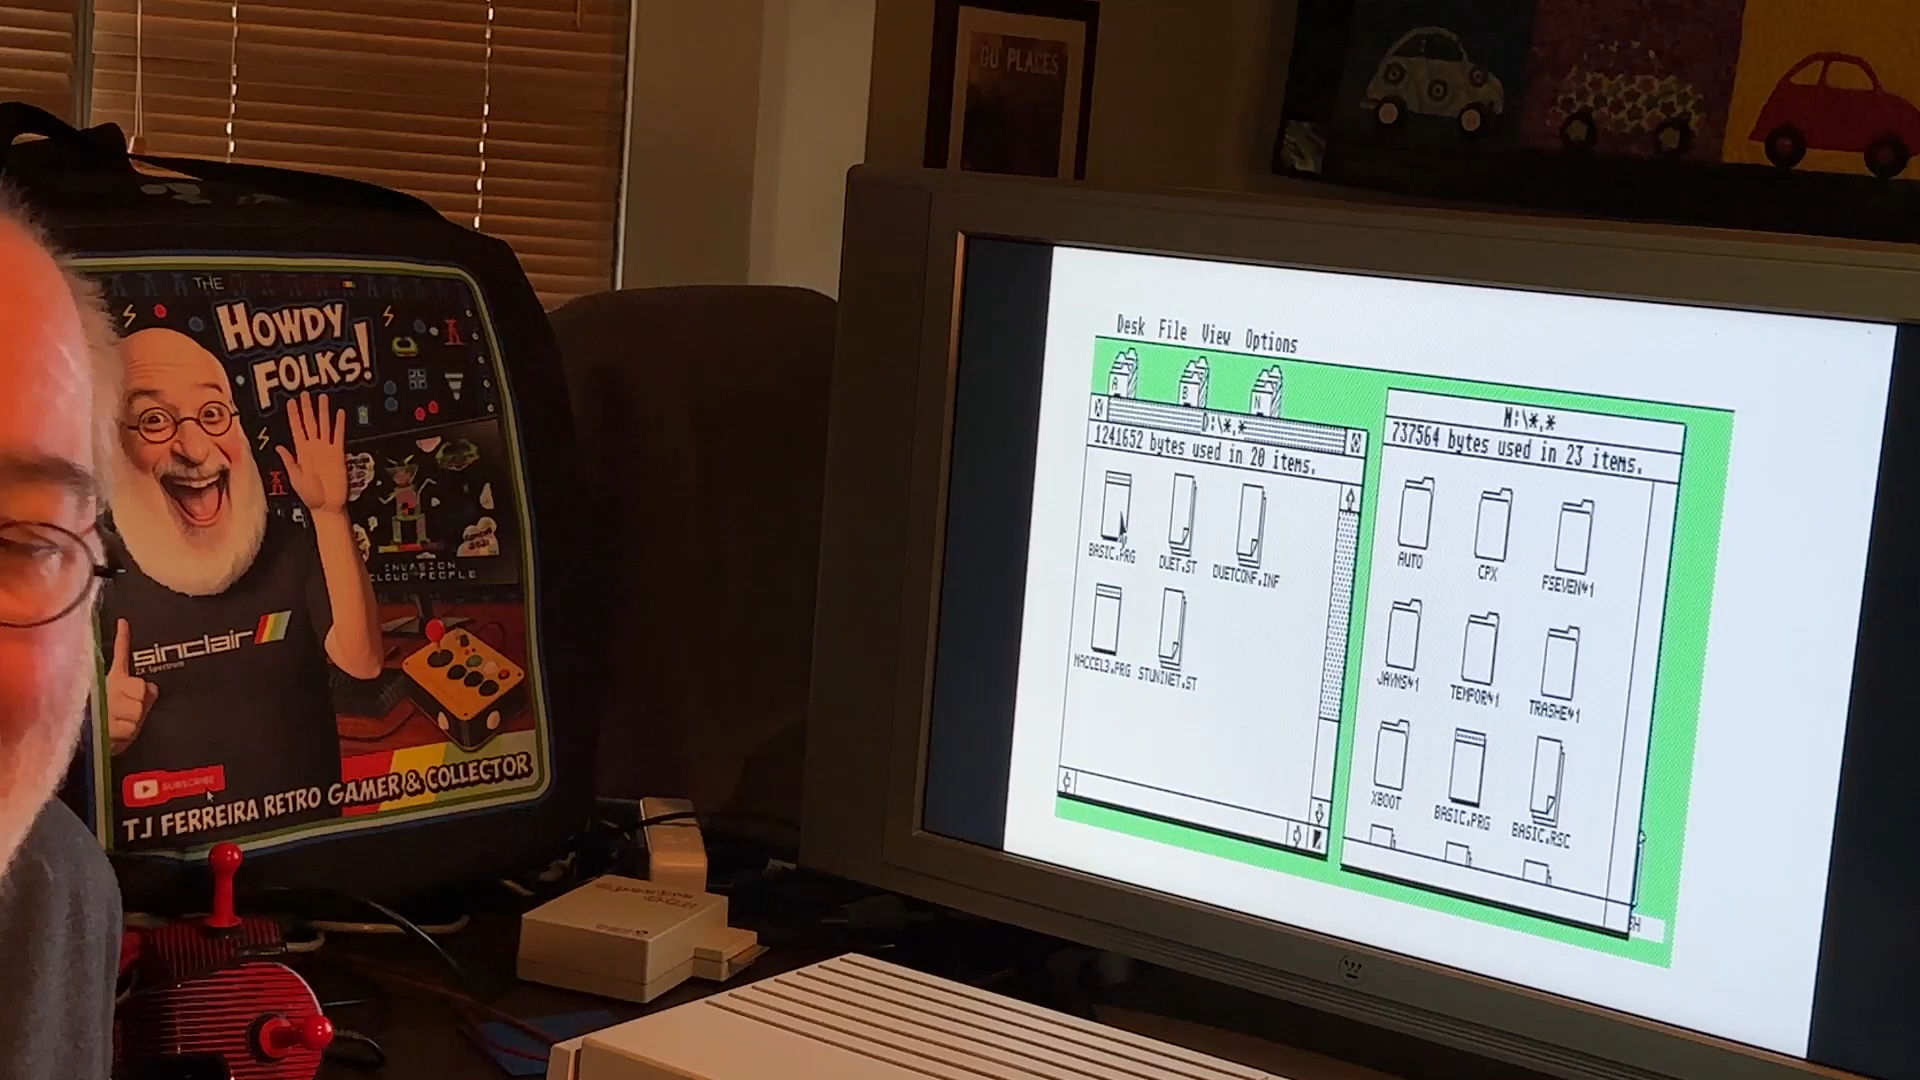 GO PLACES
THE
HOWDY
FOLKS!
INVASION
CLOUD PEOPLE
sinclair
ZX Spectrum
SUBSCRIBE
TJ FERREIRA RETRO GAMER & COLLECTOR
Desk File View Options
A B N
D:\*.*
1241652 bytes used in 20 items.
BASIC.PRG DUET.ST DUETCONF.INF
MACCEL3.PRG STUNINET.ST
M:\*.*
737564 bytes used in 23 items.
AUTO CPX FSEVEN~1
JAYMS~1 TEMPOR~1 TRASHE~1
XBOOT BASIC.PRG BASIC.RSC